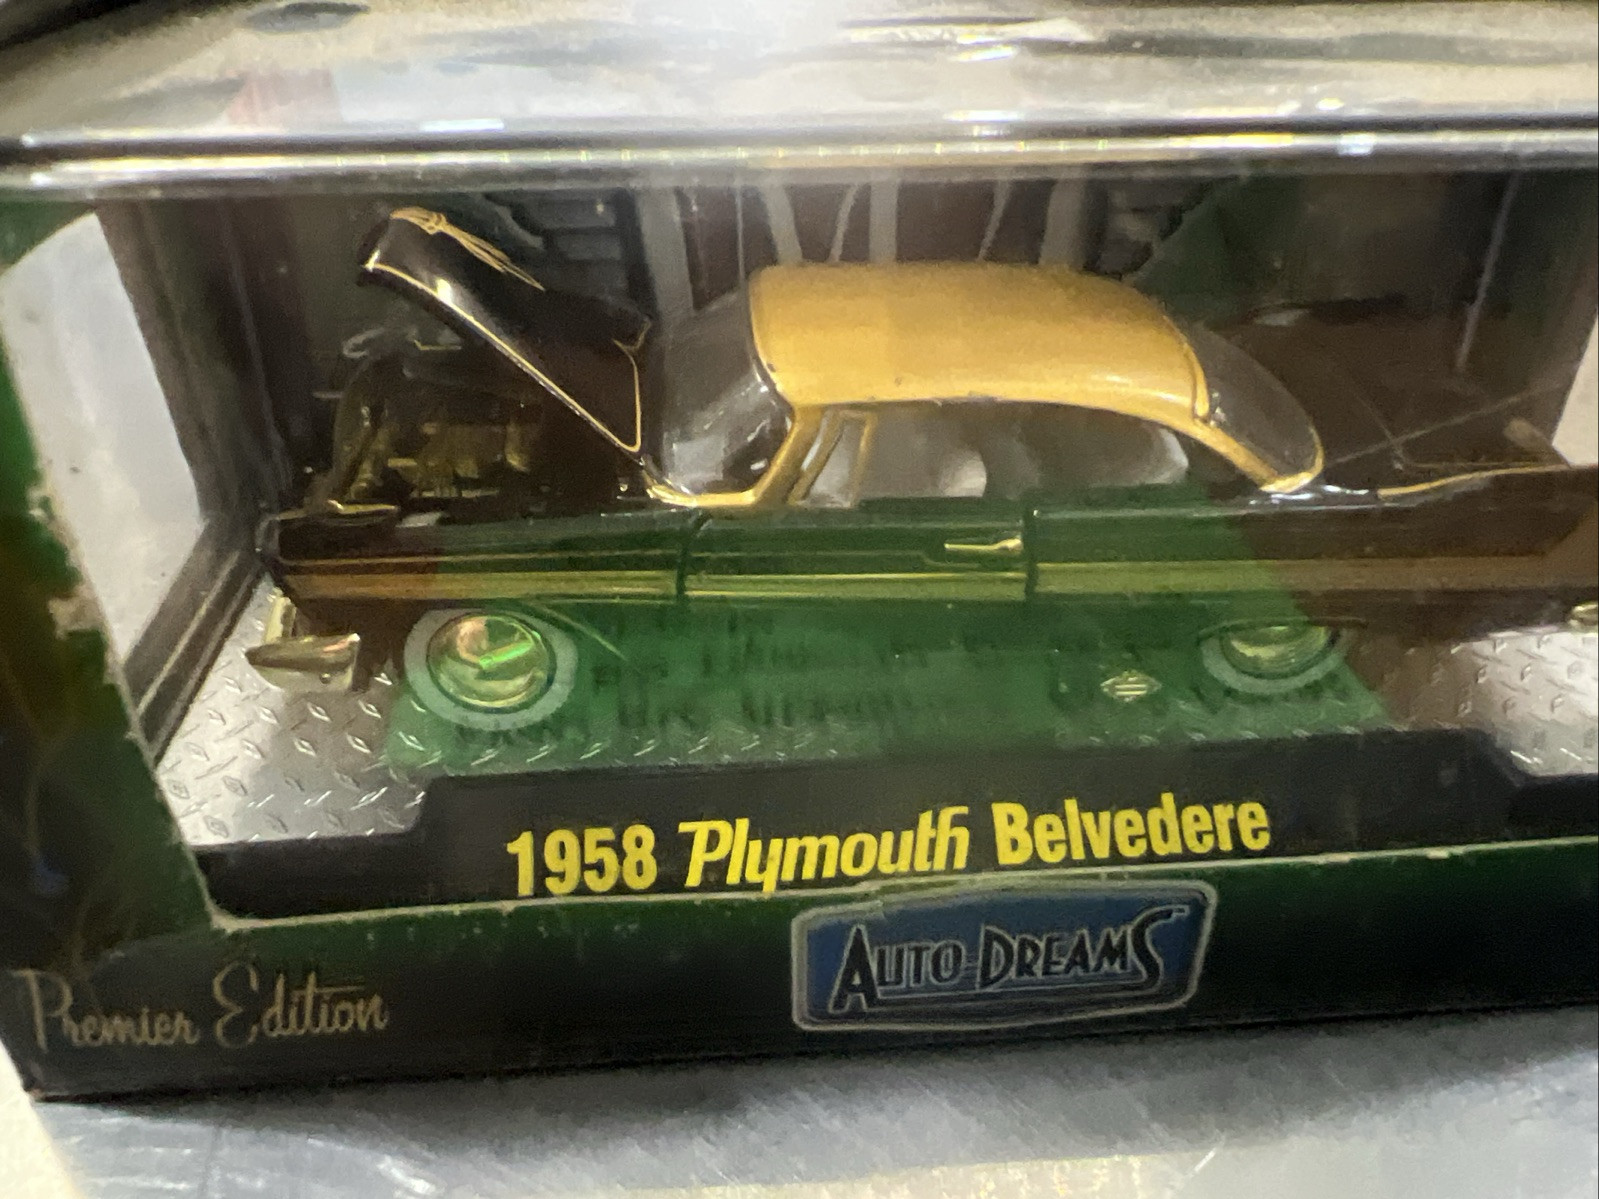 1958 Plymouth Belvedere
AUTO-DREAMS
Premier Edition